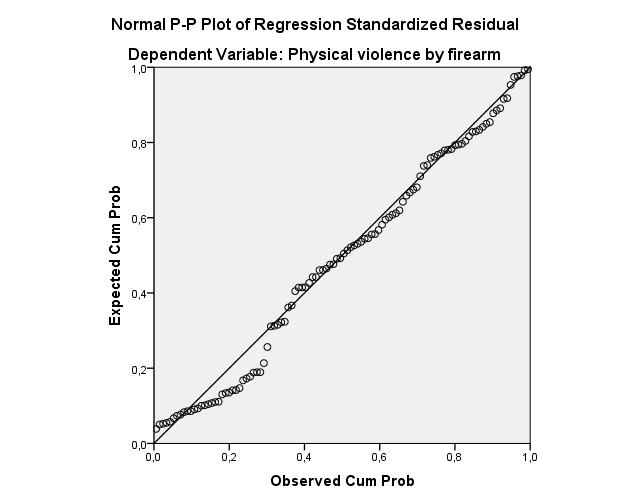 Normal P-P Plot of Regression Standardized Residual
Dependent Variable: Physical violence by firearm
Expected Cum Prob
1,0
0,8
0,6
0,4
0,2
0,0
0,0 0,2 0,4 0,6 0,8 1,0
Observed Cum Prob